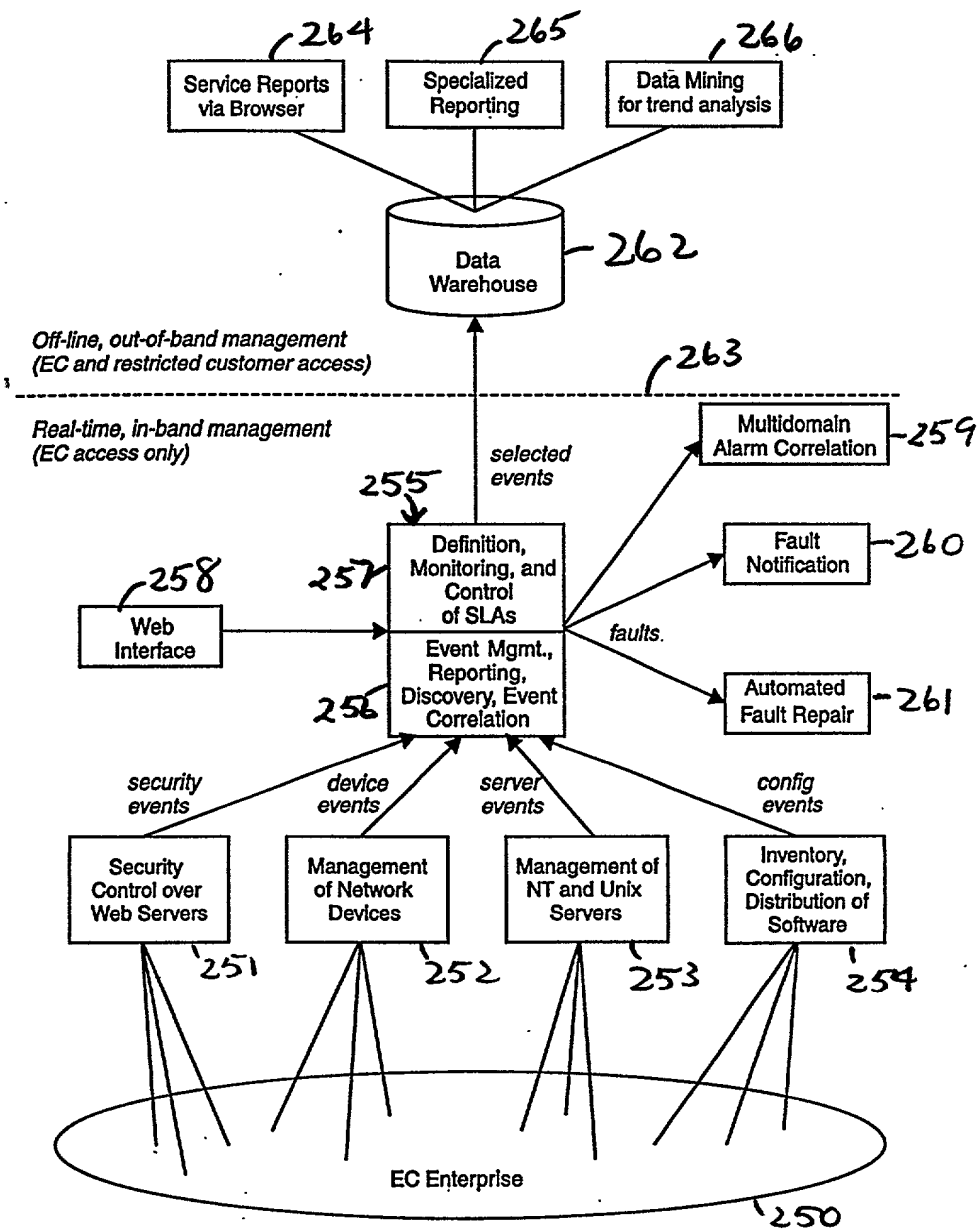 264
265
266
Service Reports
via Browser
Specialized
Reporting
Data Mining
for trend analysis
Data
Warehouse
262
Off-line, out-of-band management
(EC and restricted customer access)
263
Real-time, in-band management
(EC access only)
selected
events
Multidomain
Alarm Correlation
259
255
257
Definition,
Monitoring, and
Control
of SLAs
Fault
Notification
260
258
Web
Interface
faults.
256
Event Mgmt.,
Reporting,
Discovery, Event
Correlation
Automated
Fault Repair
261
security
events
device
events
server
events
config
events
Security
Control over
Web Servers
251
Management
of Network
Devices
252
Management of
NT and Unix
Servers
253
Inventory,
Configuration,
Distribution of
Software
254
EC Enterprise
250